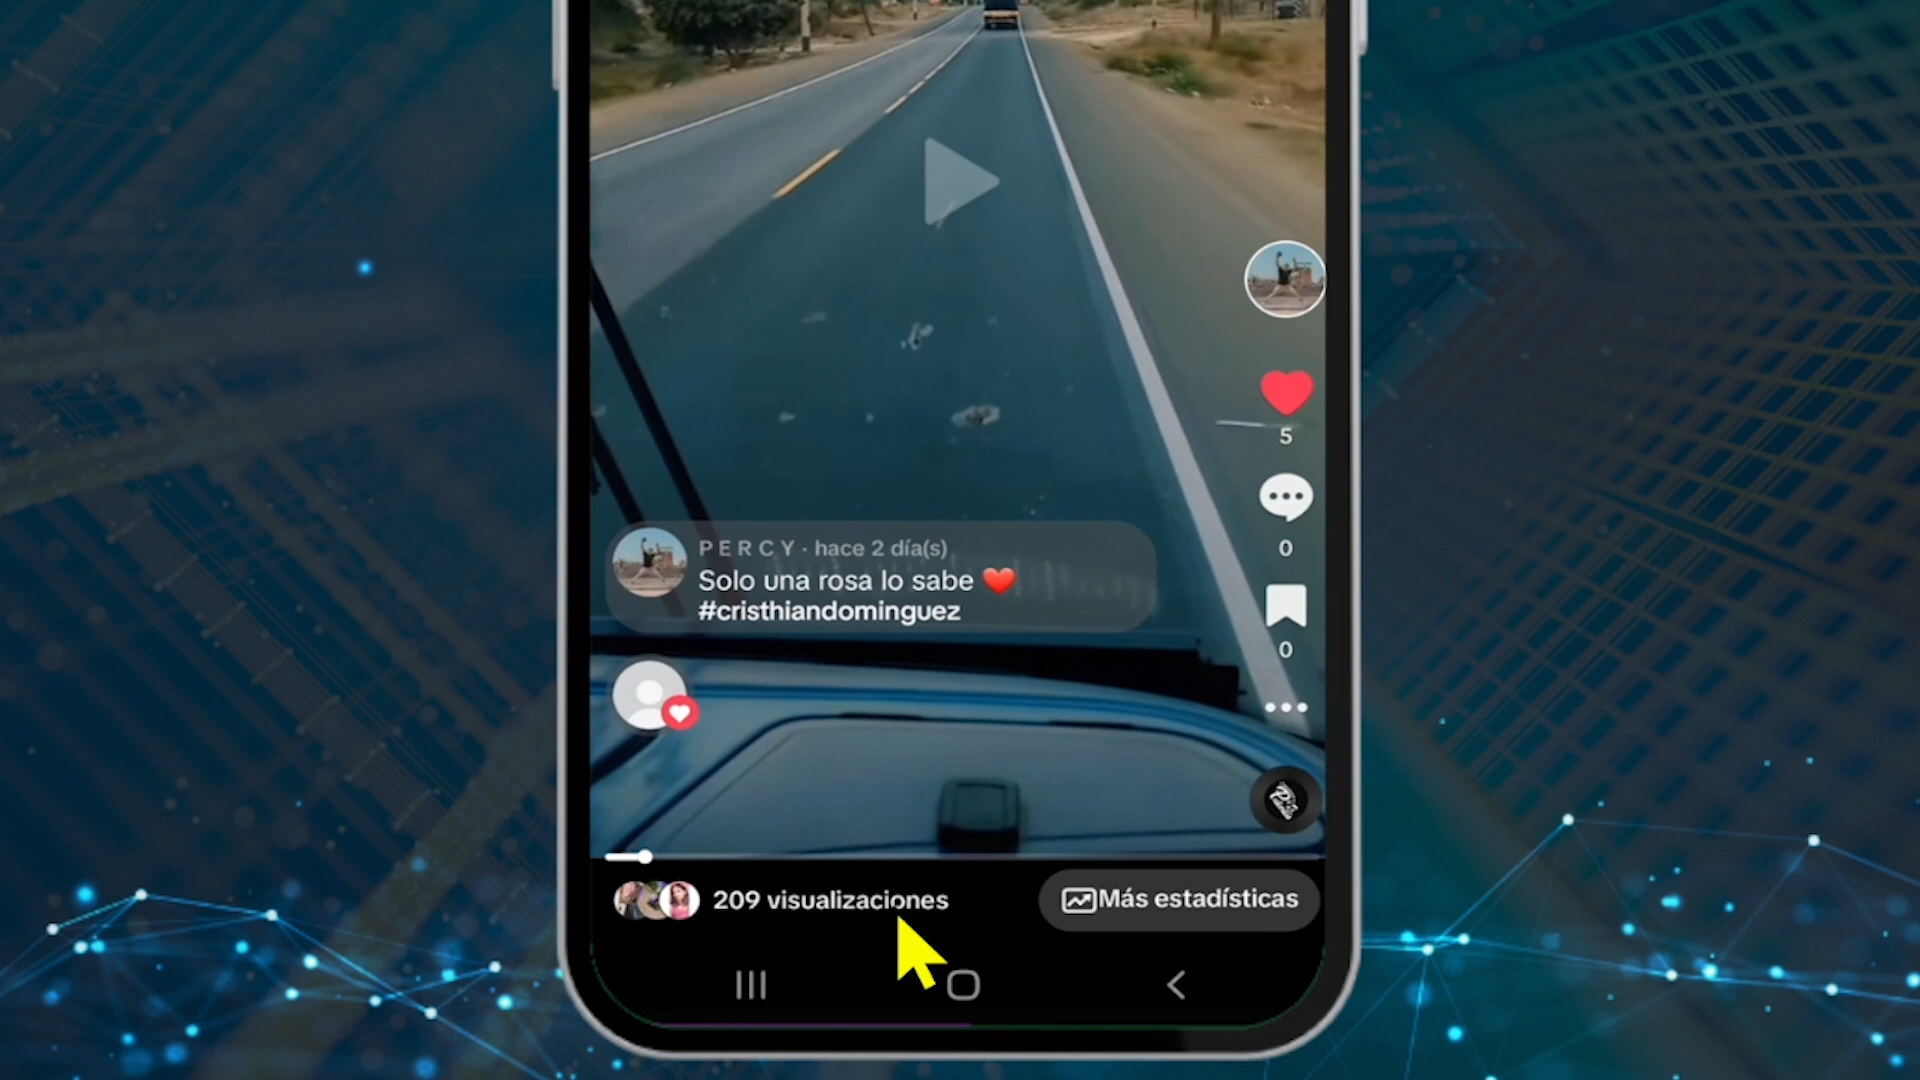 5
0
P E R C Y · hace 2 día(s)
Solo una rosa lo sabe ❤️
#cristhiandominguez
0
209 visualizaciones
Más estadísticas